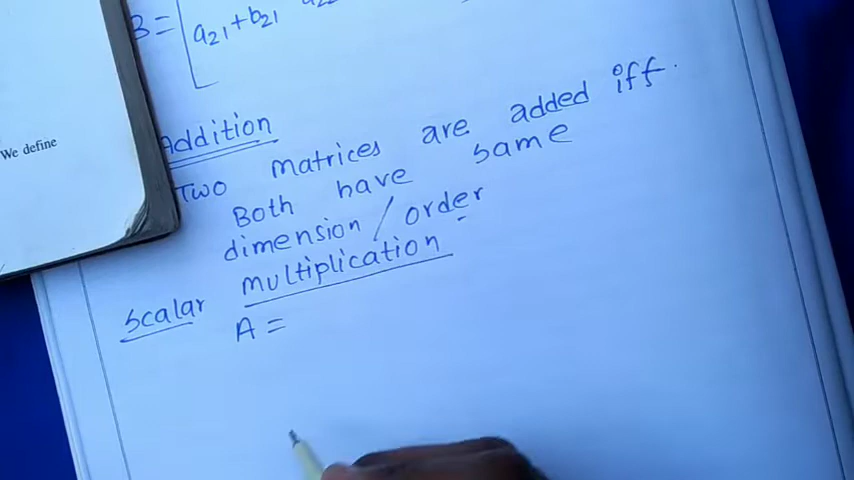 B = [
a21 + b21
We define
Addition
Two matrices are added iff.
Both have same
dimension / order
Scalar multiplication
A =